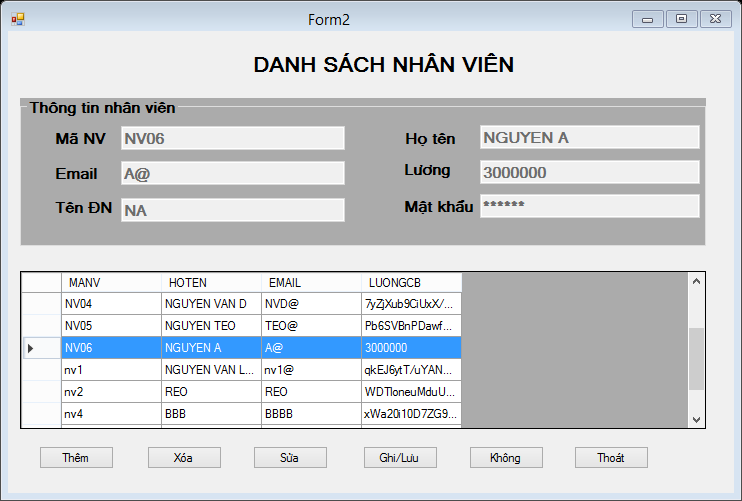 Form2
DANH SÁCH NHÂN VIÊN
Thông tin nhân viên
Mã NV NV06 Họ tên NGUYEN A
Email A@ Lương 3000000
Tên ĐN NA Mật khẩu ******
MANV HOTEN EMAIL LUONGCB
NV04 NGUYEN VAN D NVD@ 7yZjXub9CiUxX/...
NV05 NGUYEN TEO TEO@ Pb6SVBnPDawf...
NV06 NGUYEN A A@ 3000000
nv1 NGUYEN VAN L... nv1@ qkEJ6ytT/uYAN...
nv2 REO REO WDTloneuMduU...
nv4 BBB BBBB xWa20i10D7ZG9...
Thêm Xóa Sửa Ghi/Lưu Không Thoát